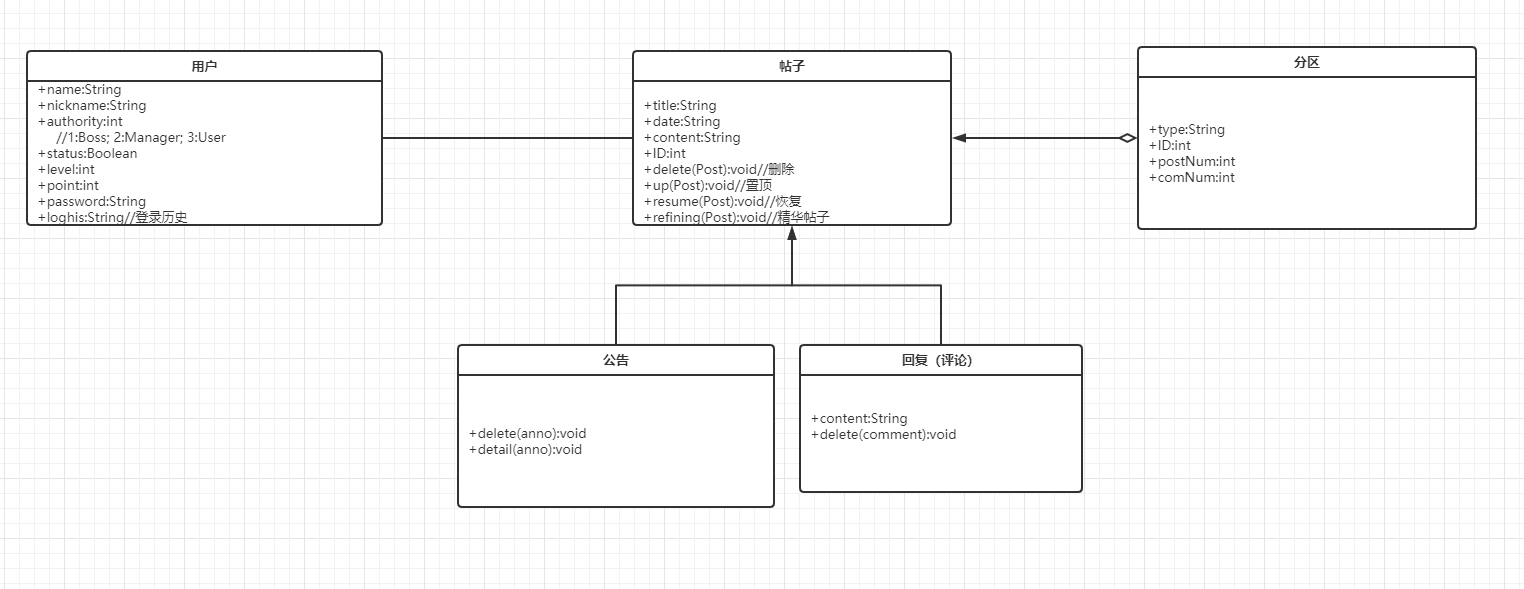 用户
+name:String
+nickname:String
+authority:int
//1:Boss; 2:Manager; 3:User
+status:Boolean
+level:int
+point:int
+password:String
+loghis:String//登录历史
帖子
+title:String
+date:String
+content:String
+ID:int
+delete(Post):void//删除
+up(Post):void//置顶
+resume(Post):void//恢复
+refining(Post):void//精华帖子
分区
+type:String
+ID:int
+postNum:int
+comNum:int
公告
+delete(anno):void
+detail(anno):void
回复（评论）
+content:String
+delete(comment):void